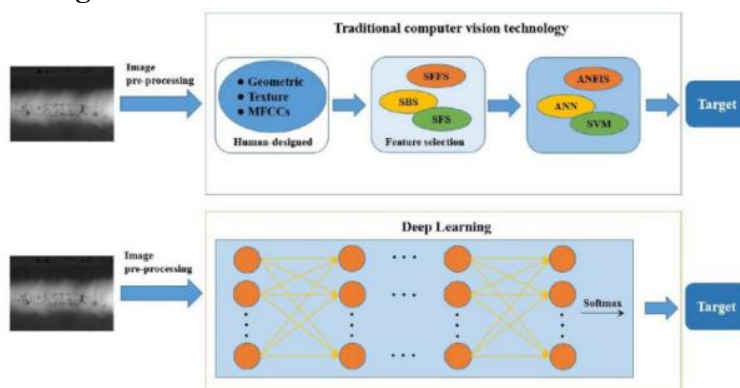 Traditional computer vision technology
Image
pre-processing
● Geometric
● Texture
● MFCCs
Human-designed
SFFS
SBS
SFS
Feature selection
ANFIS
ANN
SVM
Target
Deep Learning
Image
pre-processing
Softmax
Target